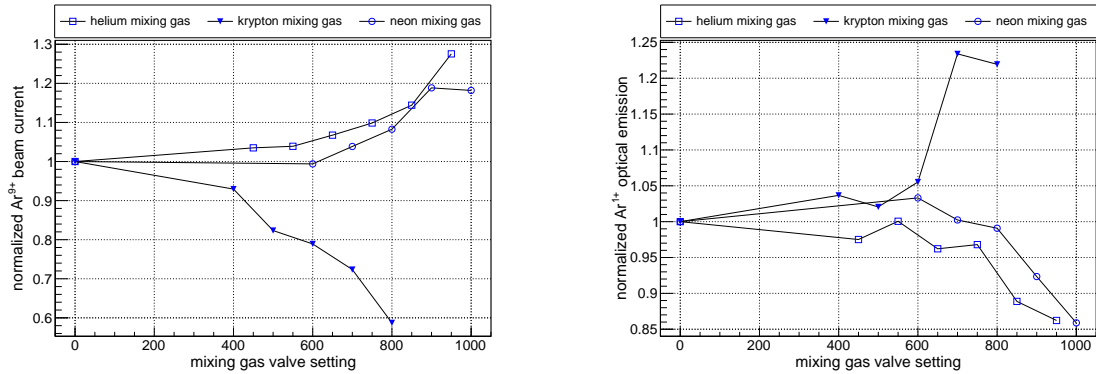 helium mixing gas krypton mixing gas neon mixing gas
1.3
1.2
1.1
1
0.9
0.8
0.7
0.6
normalized Ar9+ beam current
0 200 400 600 800 1000
mixing gas valve setting
helium mixing gas krypton mixing gas neon mixing gas
1.25
1.2
1.15
1.1
1.05
1
0.95
0.9
0.85
normalized Ar1+ optical emission
0 200 400 600 800 1000
mixing gas valve setting